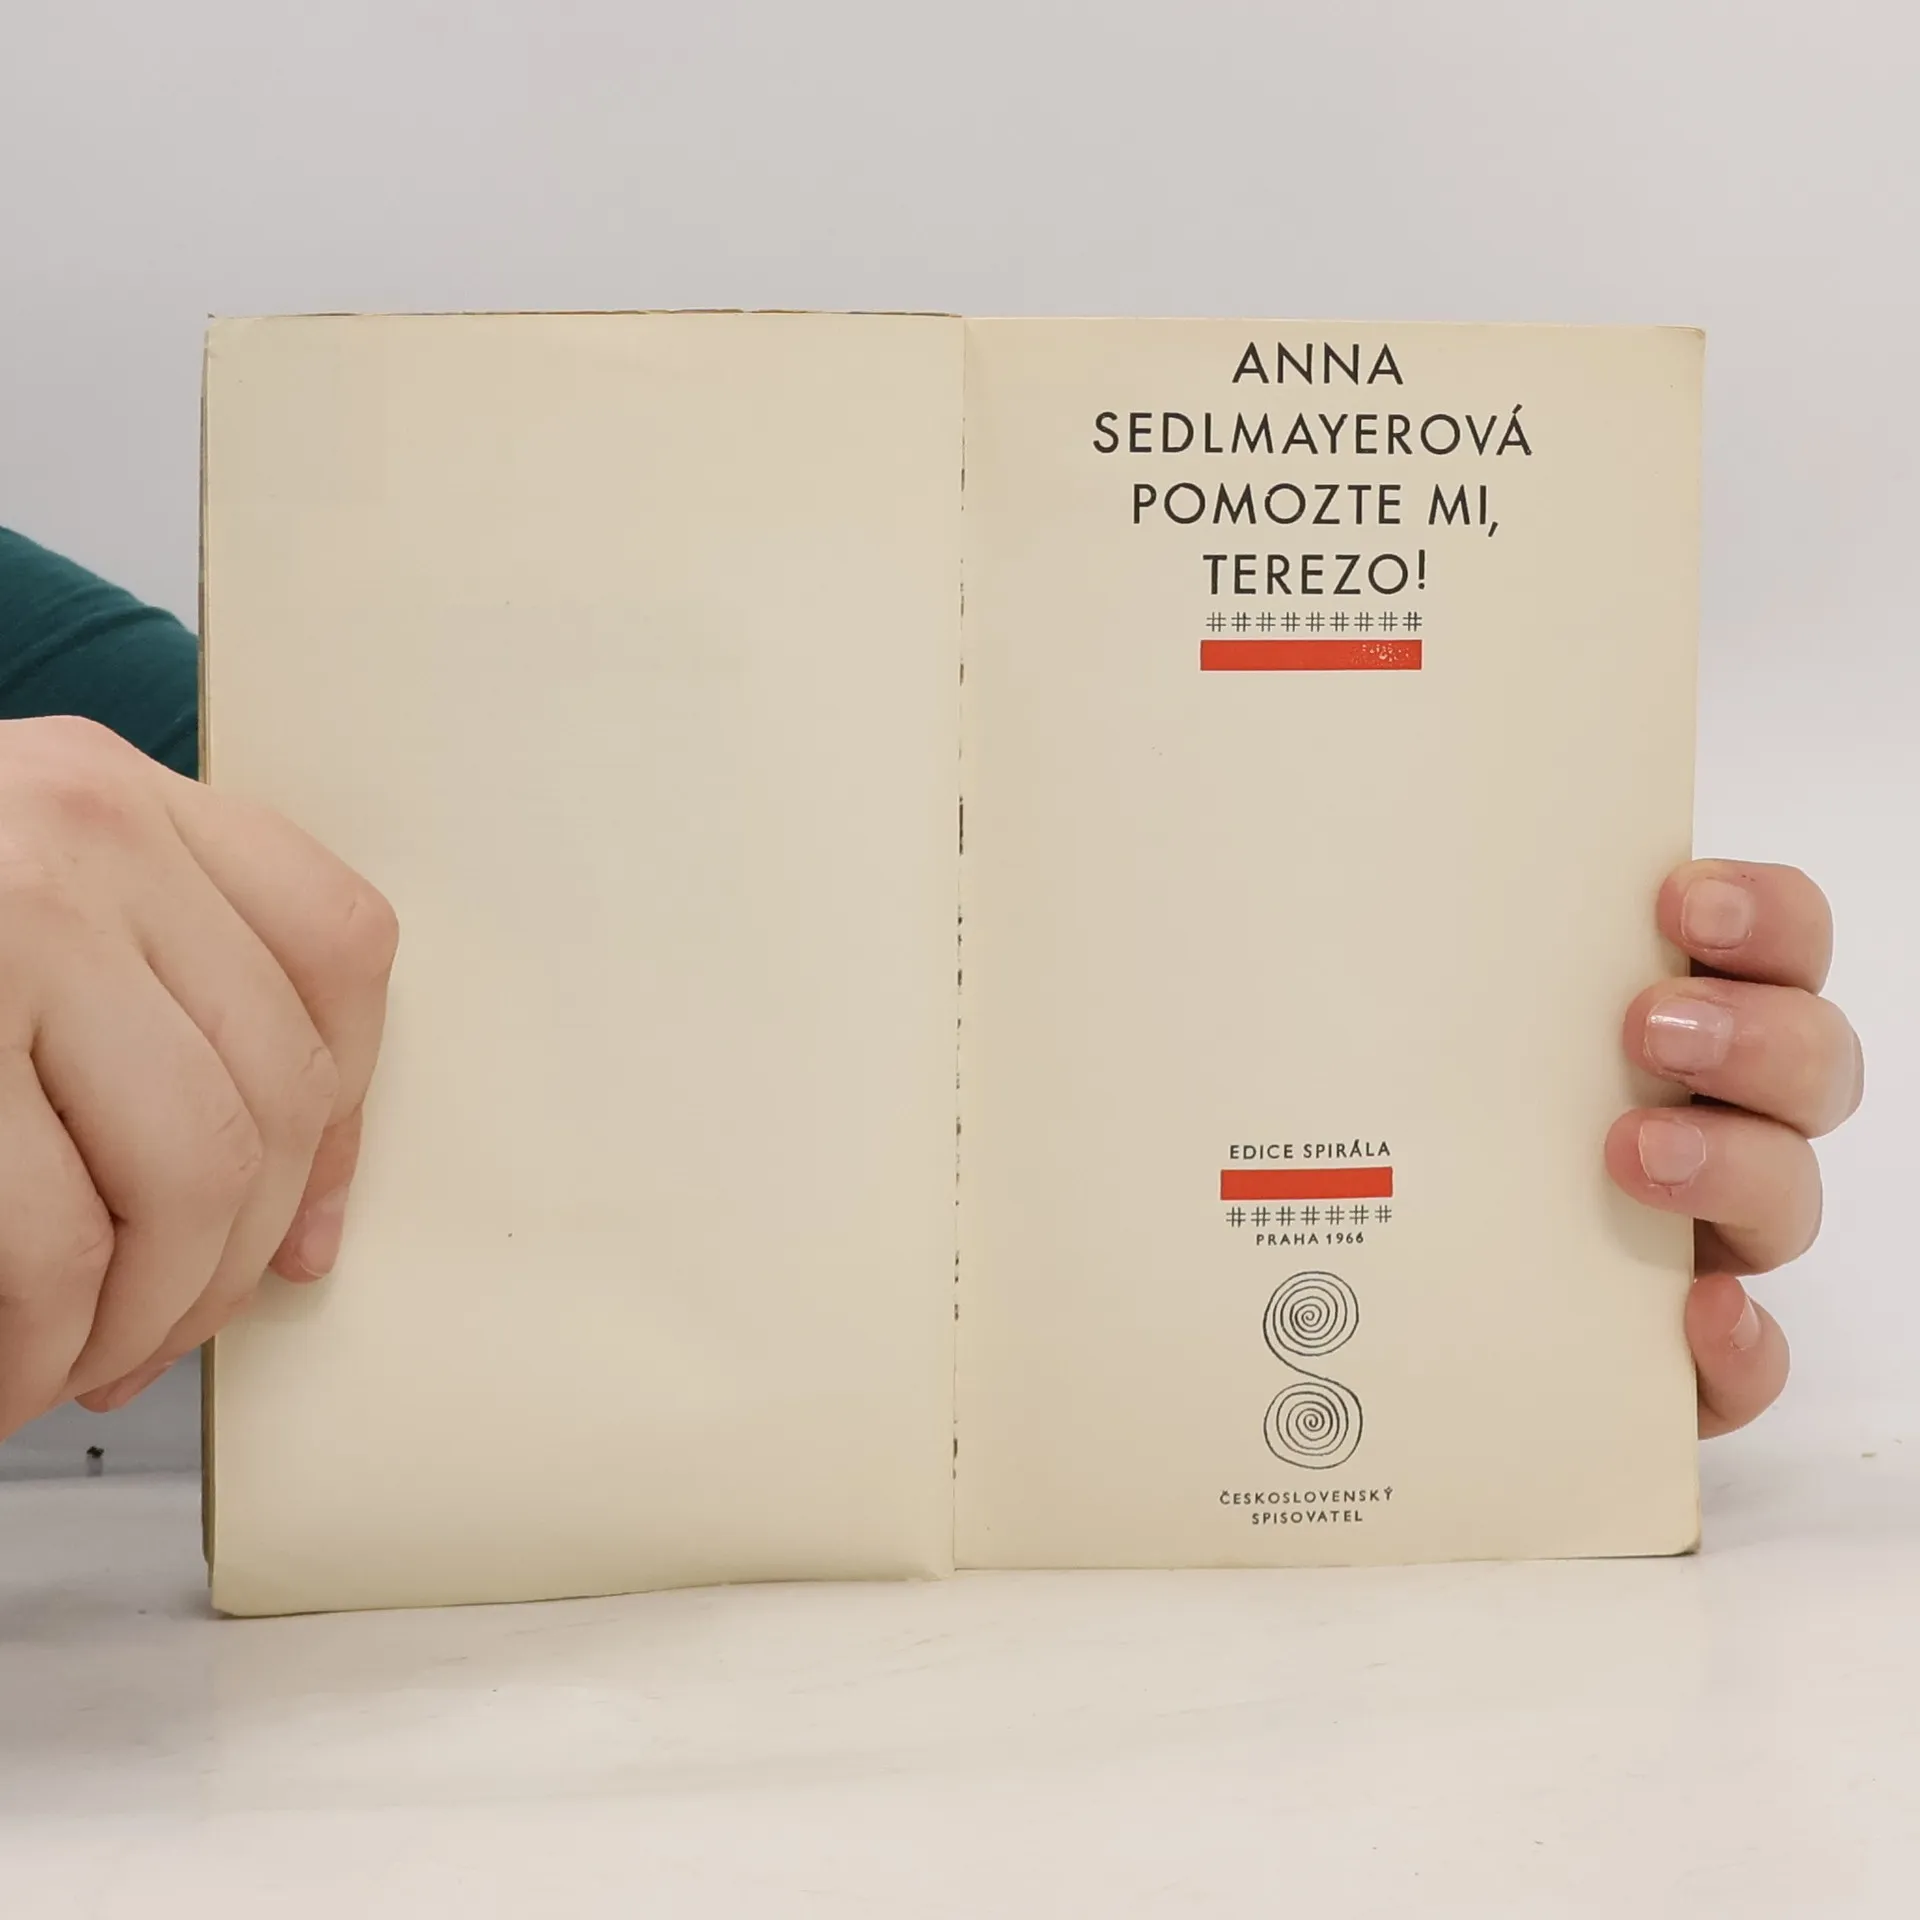 ANNA
SEDLMAYEROVÁ
POMOZTE MI,
TEREZO!
#########
EDICE SPIRÁLA
#######
PRAHA 1966
ČESKOSLOVENSKÝ
SPISOVATEL